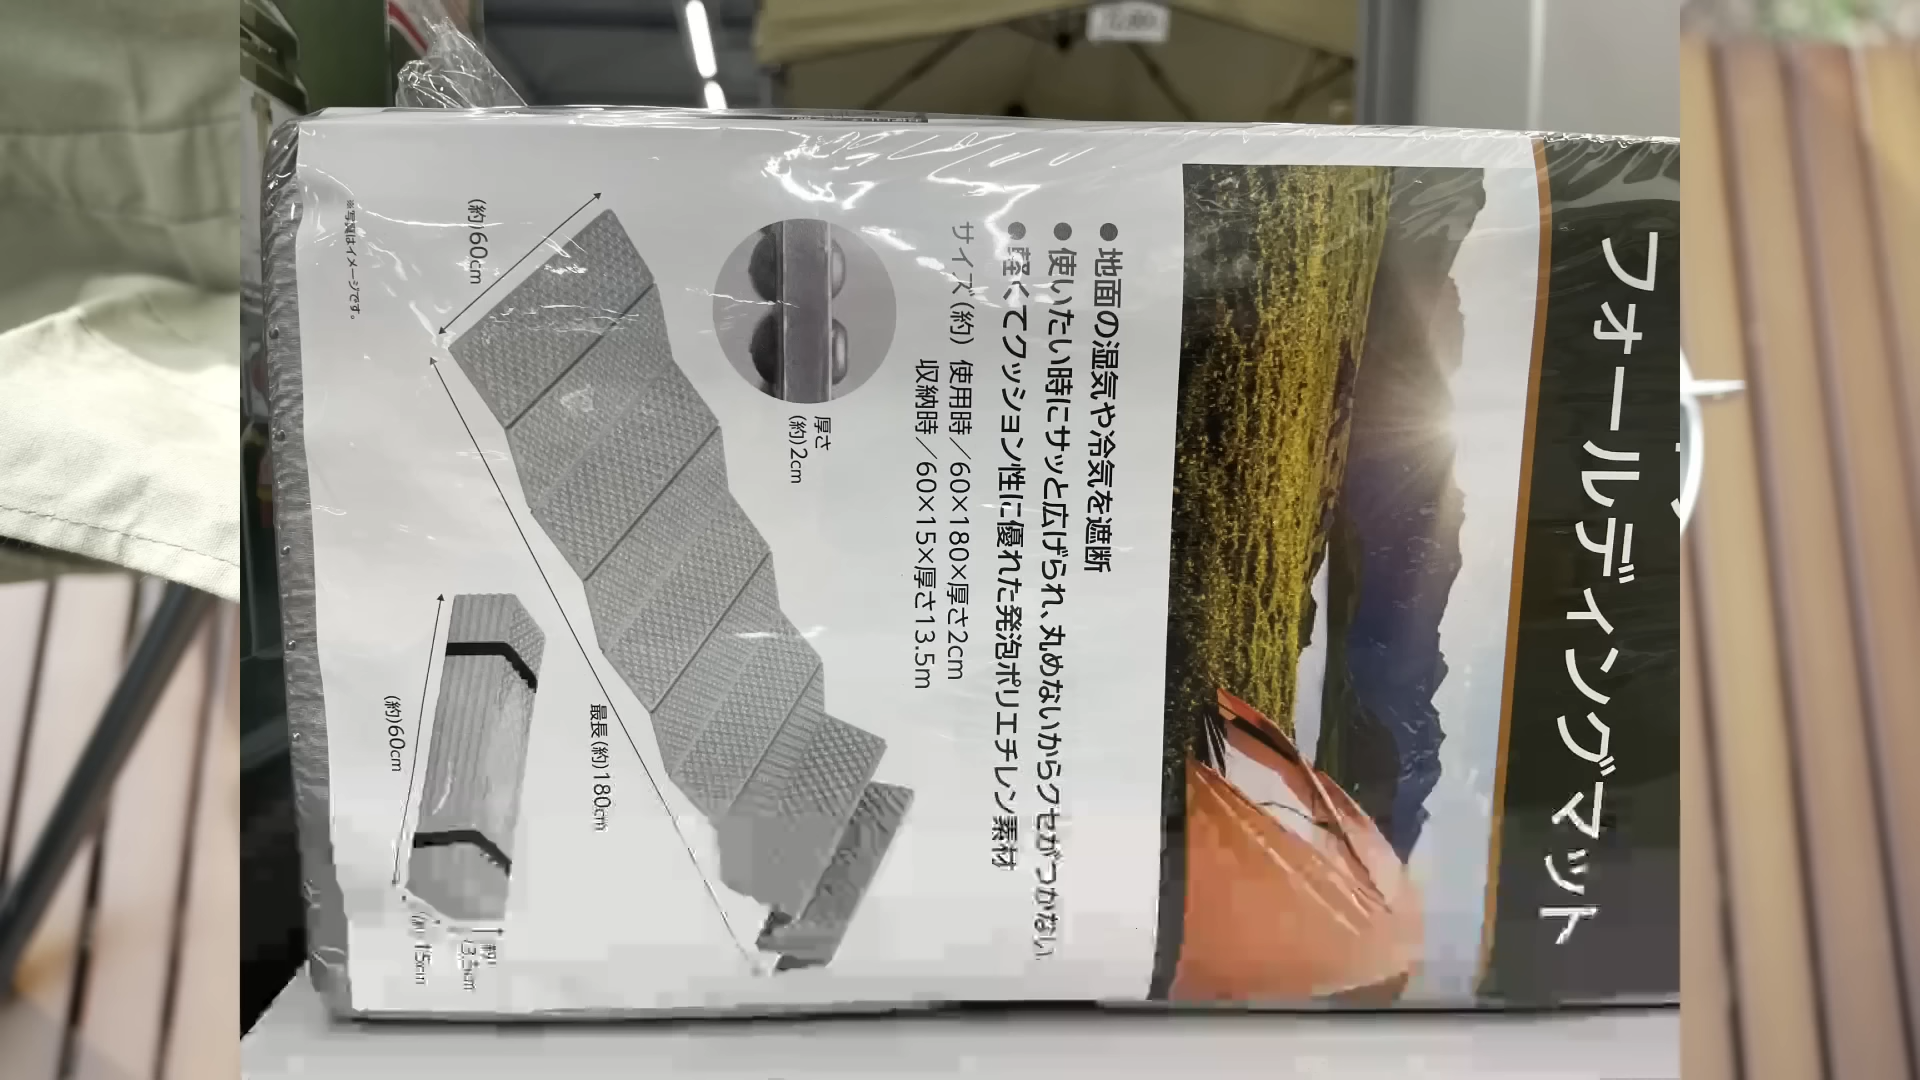 フォールディングマット
●地面の湿気や冷気を遮断
●使いたい時にサッと広げられ、丸めないからクセがつかない
●軽くてクッション性に優れた発泡ポリエチレン素材
サイズ(約) 使用時／60×180×厚さ2cm
収納時／60×15×厚さ13.5m
厚さ
(約)2cm
(約)60cm
最長(約)180cm
(約)60cm
(約)15cm
※写真はイメージです。